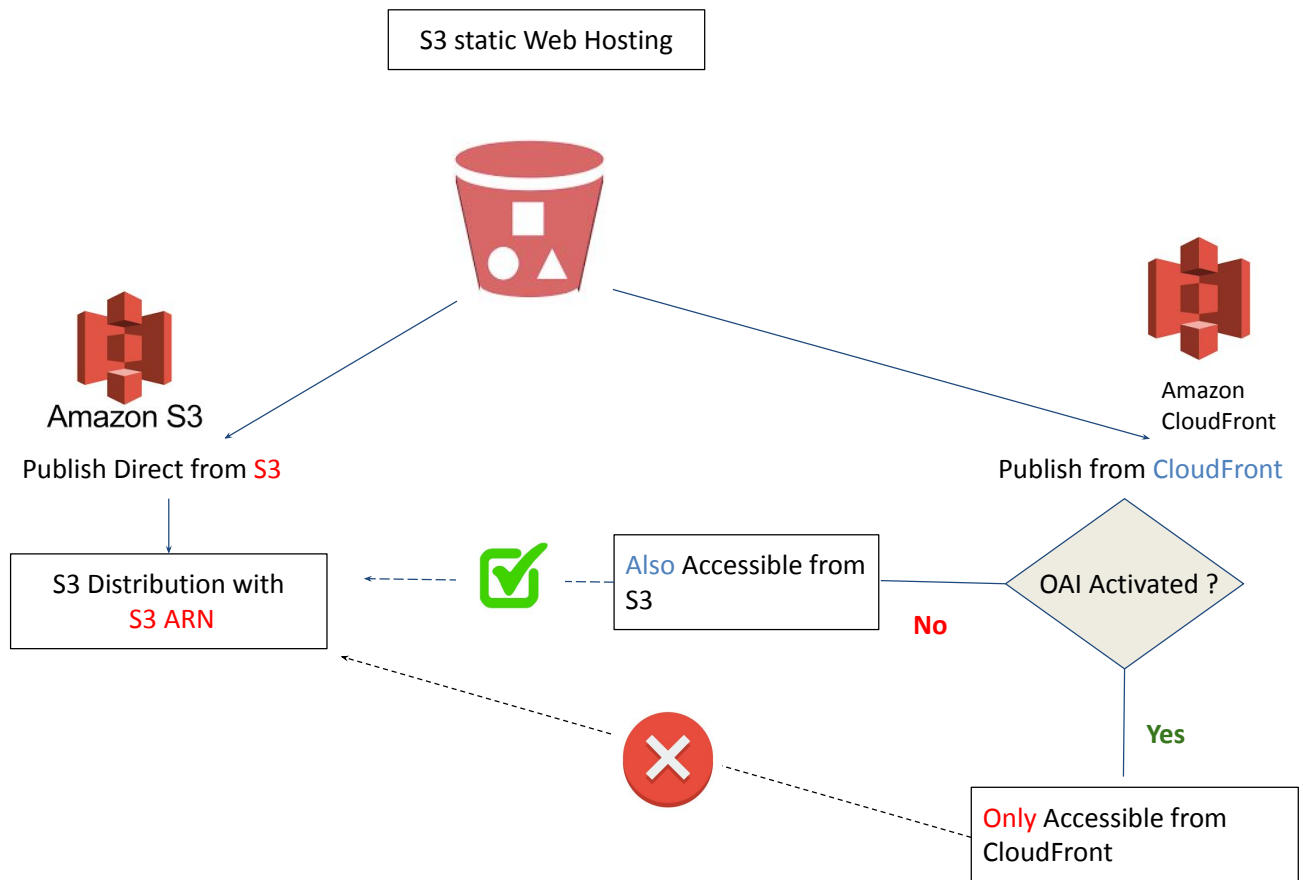 S3 static Web Hosting
Amazon S3
Amazon
CloudFront
Publish Direct from S3
Publish from CloudFront
S3 Distribution with
S3 ARN
Also Accessible from
S3
OAI Activated ?
No
Yes
Only Accessible from
CloudFront